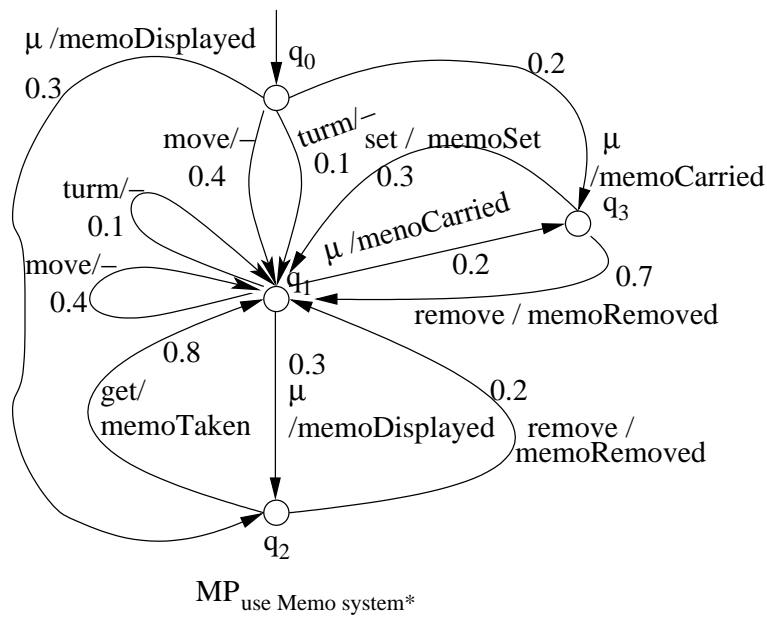 μ /memoDisplayed
q0
0.3
0.2
move/–
0.4
turm/–
0.1
set / memoSet
0.3
μ
/memoCarried
q3
turm/–
0.1
μ /menoCarried
0.2
move/–
0.4
q1
0.7
remove / memoRemoved
0.8
get/
memoTaken
0.3
μ
/memoDisplayed
0.2
remove /
memoRemoved
q2
MPuse Memo system*